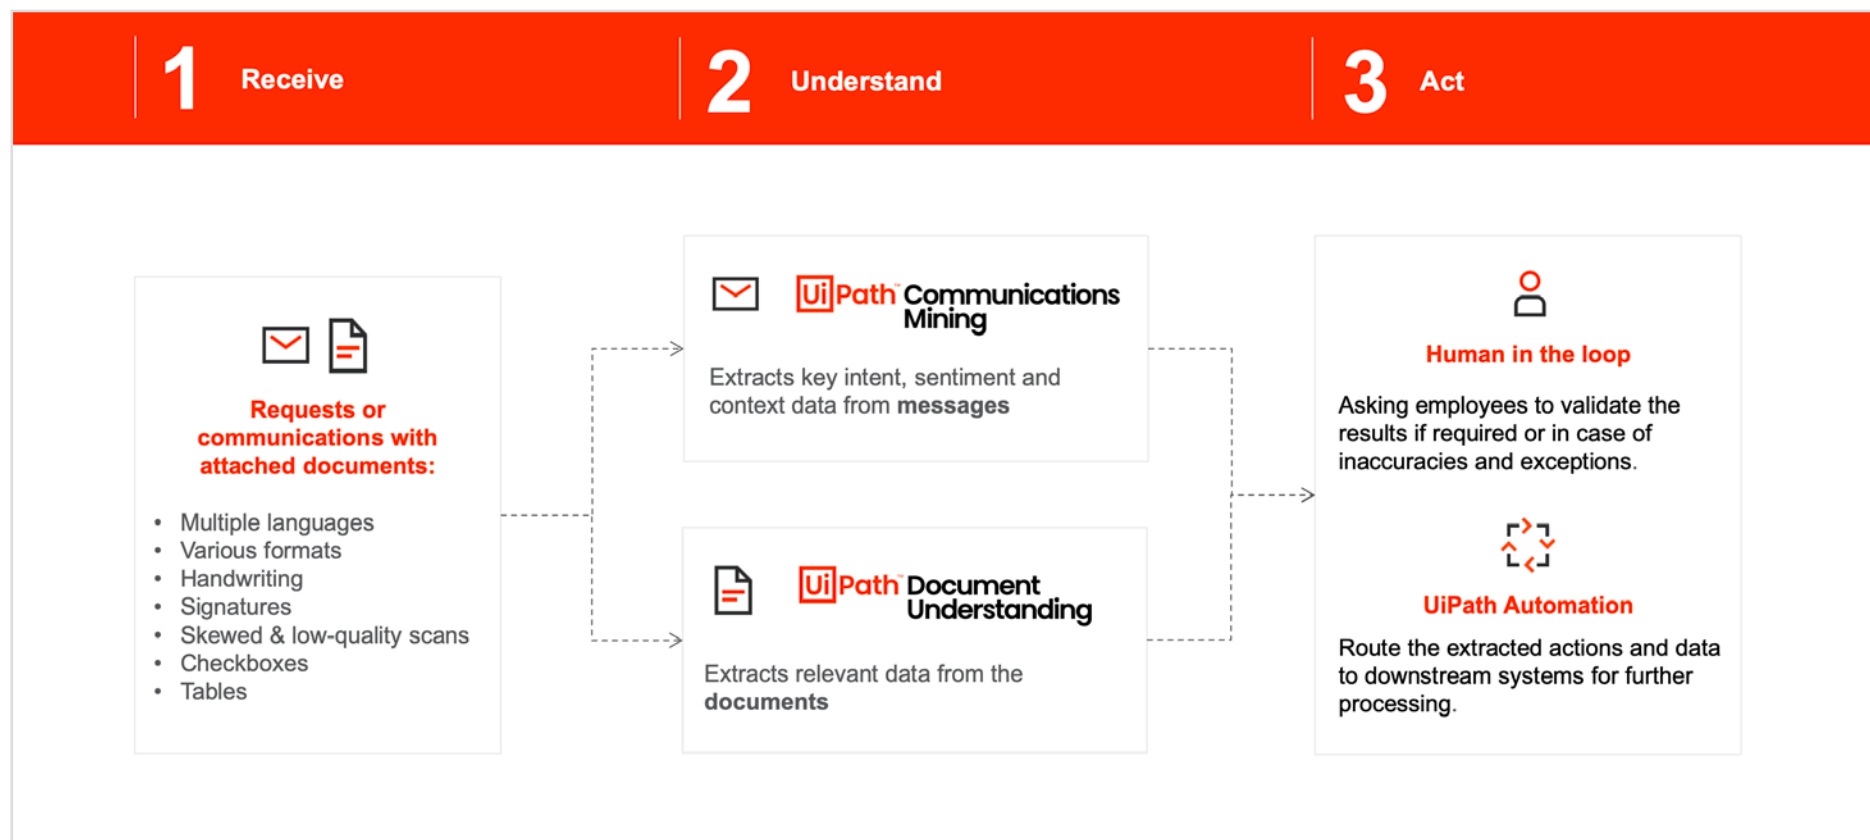 1 Receive
2 Understand
3 Act
Requests or
communications with
attached documents:
• Multiple languages
• Various formats
• Handwriting
• Signatures
• Skewed & low-quality scans
• Checkboxes
• Tables
UiPath™ Communications
Mining
Extracts key intent, sentiment and
context data from messages
UiPath™ Document
Understanding
Extracts relevant data from the
documents
Human in the loop
Asking employees to validate the
results if required or in case of
inaccuracies and exceptions.
UiPath Automation
Route the extracted actions and data
to downstream systems for further
processing.